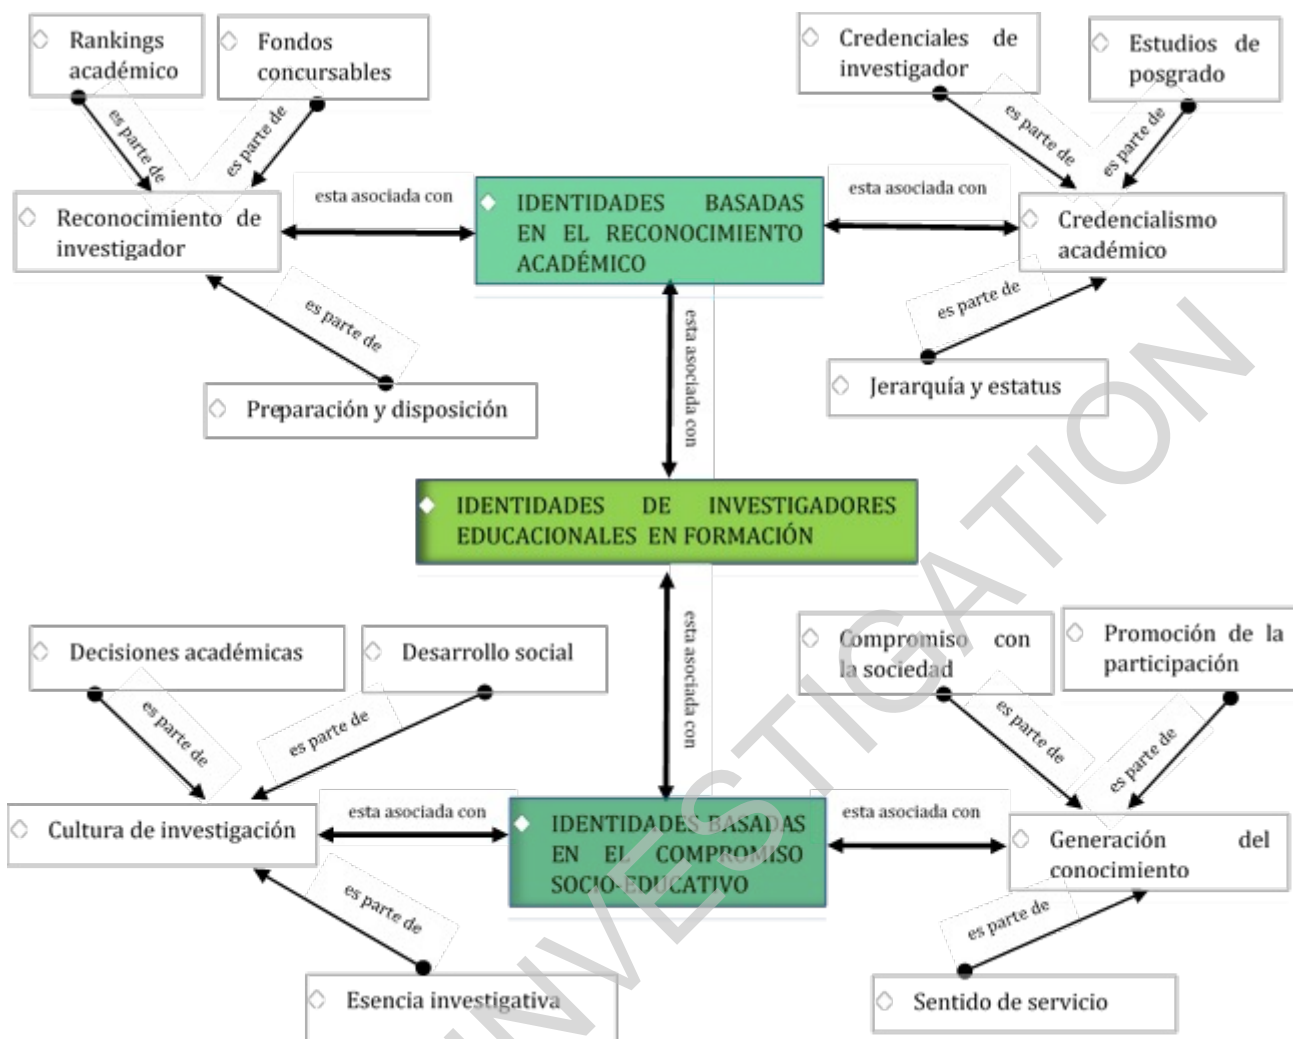 Rankings
académico
Fondos
concursables
Credenciales de
investigador
Estudios de
posgrado
es parte de
es parte de
es parte de
es parte de
Reconocimiento de
investigador
esta asociada con
IDENTIDADES BASADAS
EN EL RECONOCIMIENTO
ACADÉMICO
esta asociada con
Credencialismo
académico
es parte de
es parte de
Preparación y disposición
esta asociada con
Jerarquía y estatus
IDENTIDADES DE INVESTIGADORES
EDUCACIONALES EN FORMACIÓN
Decisiones académicas
Desarrollo social
esta asociada con
Compromiso con
la sociedad
Promoción de la
participación
es parte de
es parte de
es parte de
es parte de
Cultura de investigación
esta asociada con
IDENTIDADES BASADAS
EN EL COMPROMISO
SOCIO-EDUCATIVO
esta asociada con
Generación del
conocimiento
es parte de
es parte de
Esencia investigativa
Sentido de servicio
INVESTIGATION